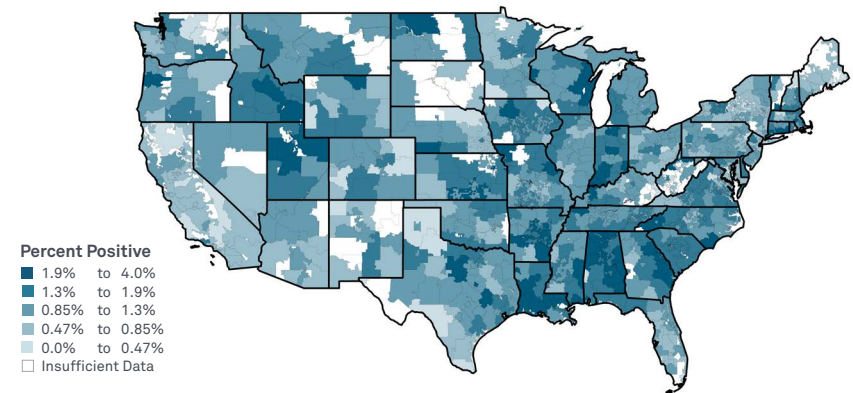 Percent Positive
1.9% to 4.0%
1.3% to 1.9%
0.85% to 1.3%
0.47% to 0.85%
0.0% to 0.47%
Insufficient Data